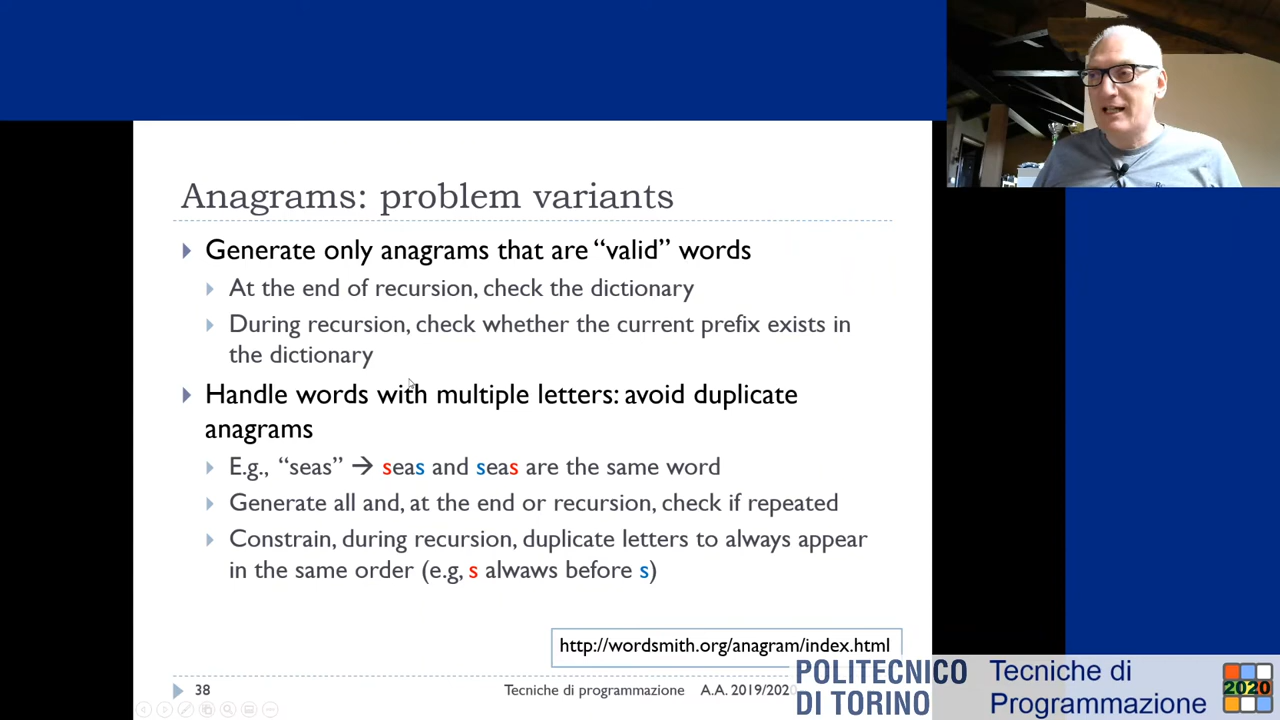 Anagrams: problem variants
Generate only anagrams that are “valid” words
At the end of recursion, check the dictionary
During recursion, check whether the current prefix exists in
the dictionary
Handle words with multiple letters: avoid duplicate
anagrams
E.g., “seas” → seas and seas are the same word
Generate all and, at the end or recursion, check if repeated
Constrain, during recursion, duplicate letters to always appear
in the same order (e.g, s alwaws before s)
http://wordsmith.org/anagram/index.html
38
Tecniche di programmazione A.A. 2019/2020
POLITECNICO
DI TORINO
Tecniche di
Programmazione
2020